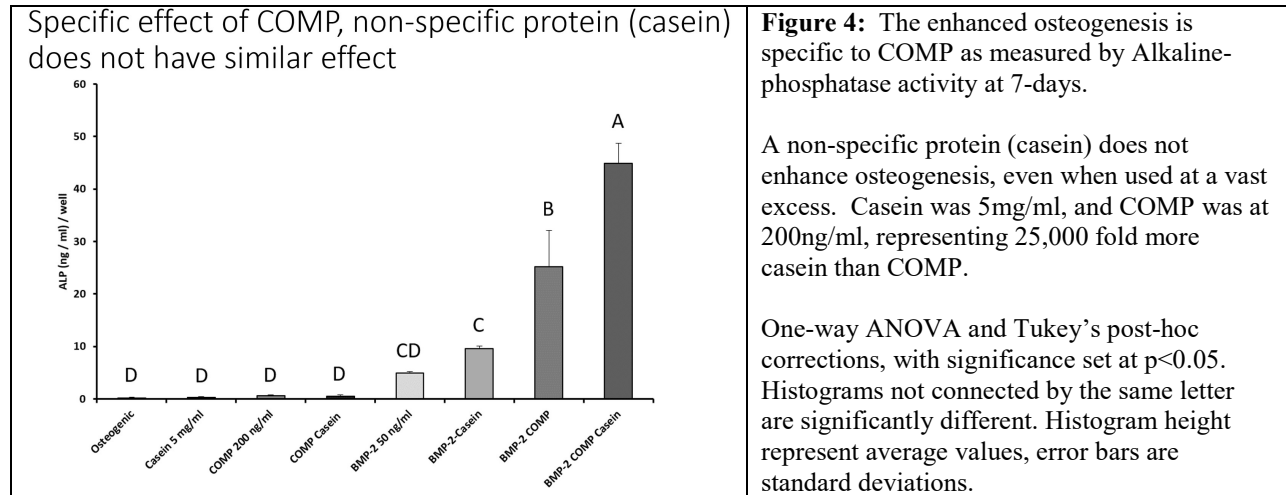 Specific effect of COMP, non-specific protein (casein)
does not have similar effect
60
50
40
30
20
10
0
ALP (ng / ml) / well
D
D
D
D
CD
C
B
A
Osteogenic
Casein 5 mg/ml
COMP 200 ng/ml
COMP Casein
BMP-2 50 ng/ml
BMP-2-Casein
BMP-2 COMP
BMP-2 COMP Casein
Figure 4: The enhanced osteogenesis is
specific to COMP as measured by Alkaline-
phosphatase activity at 7-days.
A non-specific protein (casein) does not
enhance osteogenesis, even when used at a vast
excess. Casein was 5mg/ml, and COMP was at
200ng/ml, representing 25,000 fold more
casein than COMP.
One-way ANOVA and Tukey's post-hoc
corrections, with significance set at p<0.05.
Histograms not connected by the same letter
are significantly different. Histogram height
represent average values, error bars are
standard deviations.